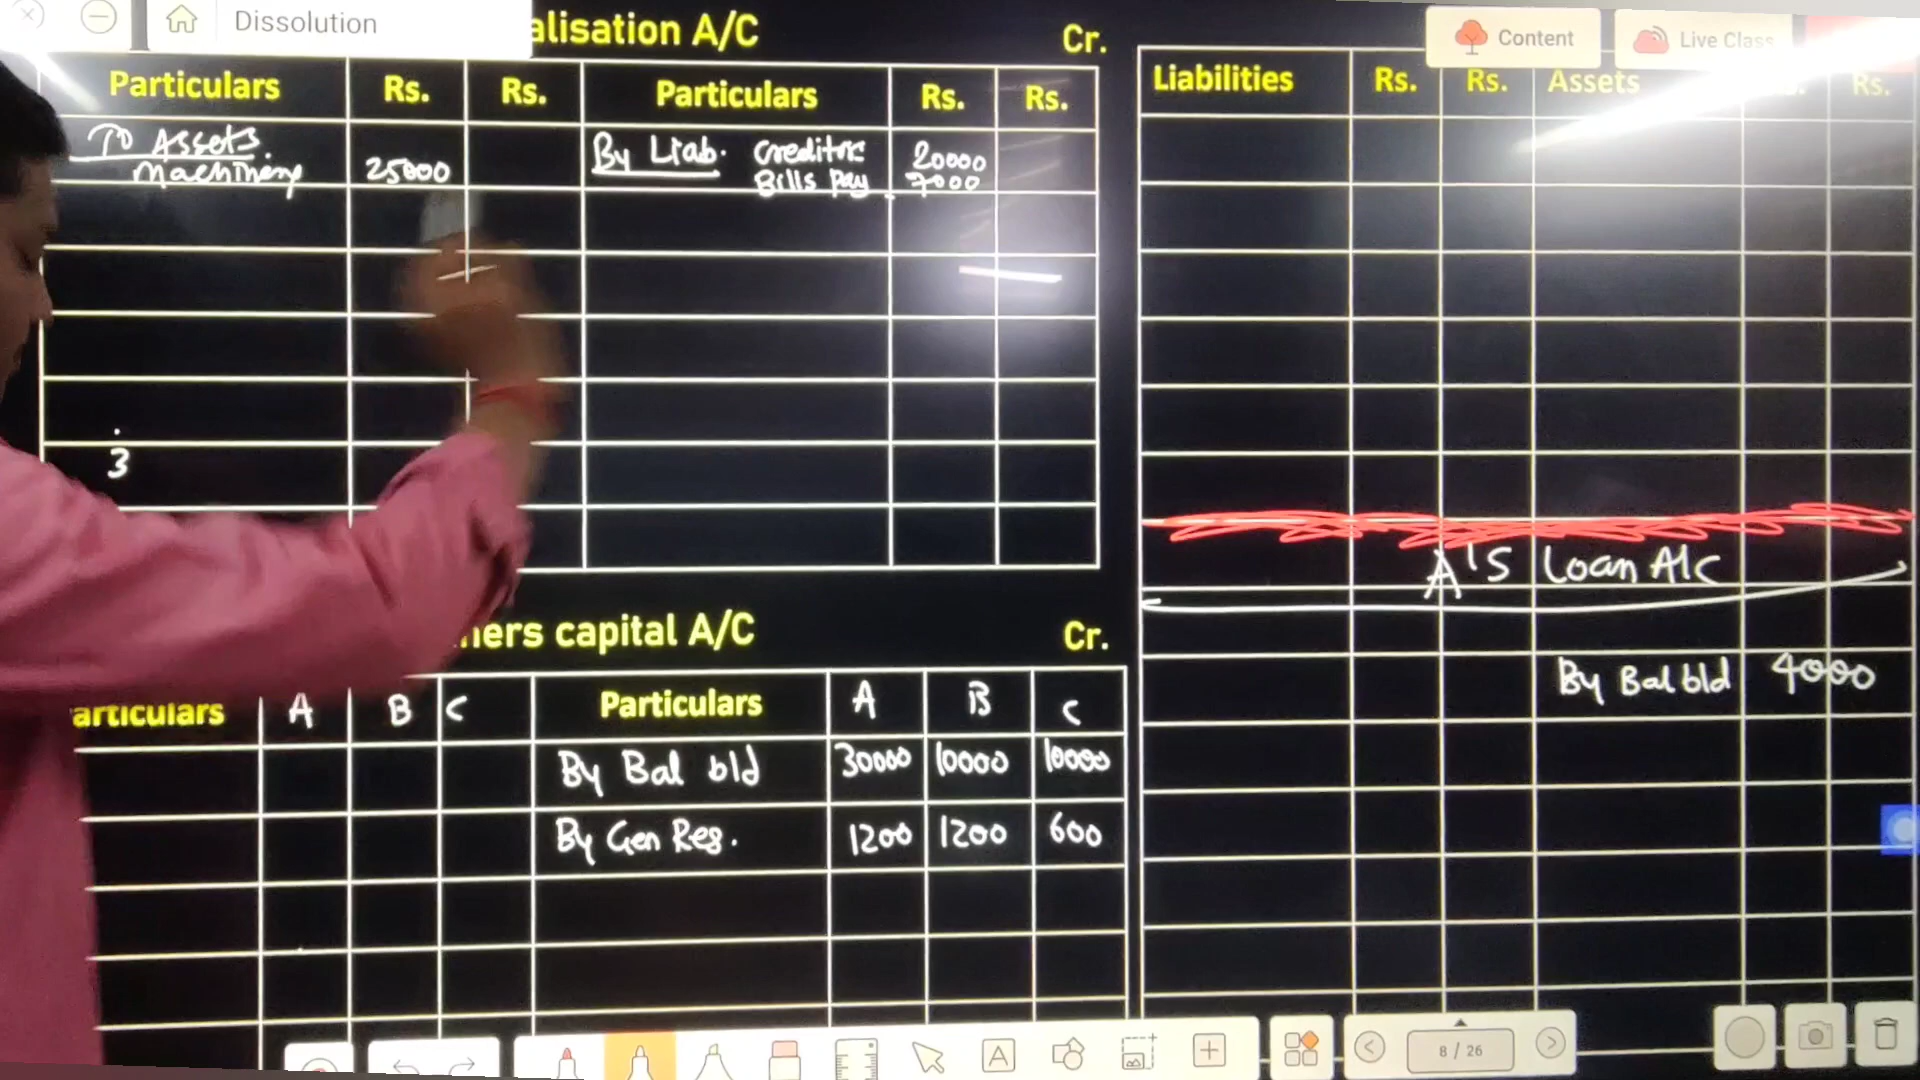 Dissolution
alisation A/C
Cr.
Content
Live Class
Particulars Rs. Rs. Particulars Rs. Rs.
To Assets. By Liab. Creditors 20000
Machinery 25000 Bills Pay 7000
3
Liabilities Rs. Rs. Assets Rs.
A's Loan A/c
By Bal b/d 4000
ners capital A/C
Cr.
articulars A B C Particulars A B C
By Bal b/d 30000 10000 10000
By Gen Res. 1200 1200 600
A
8 / 26